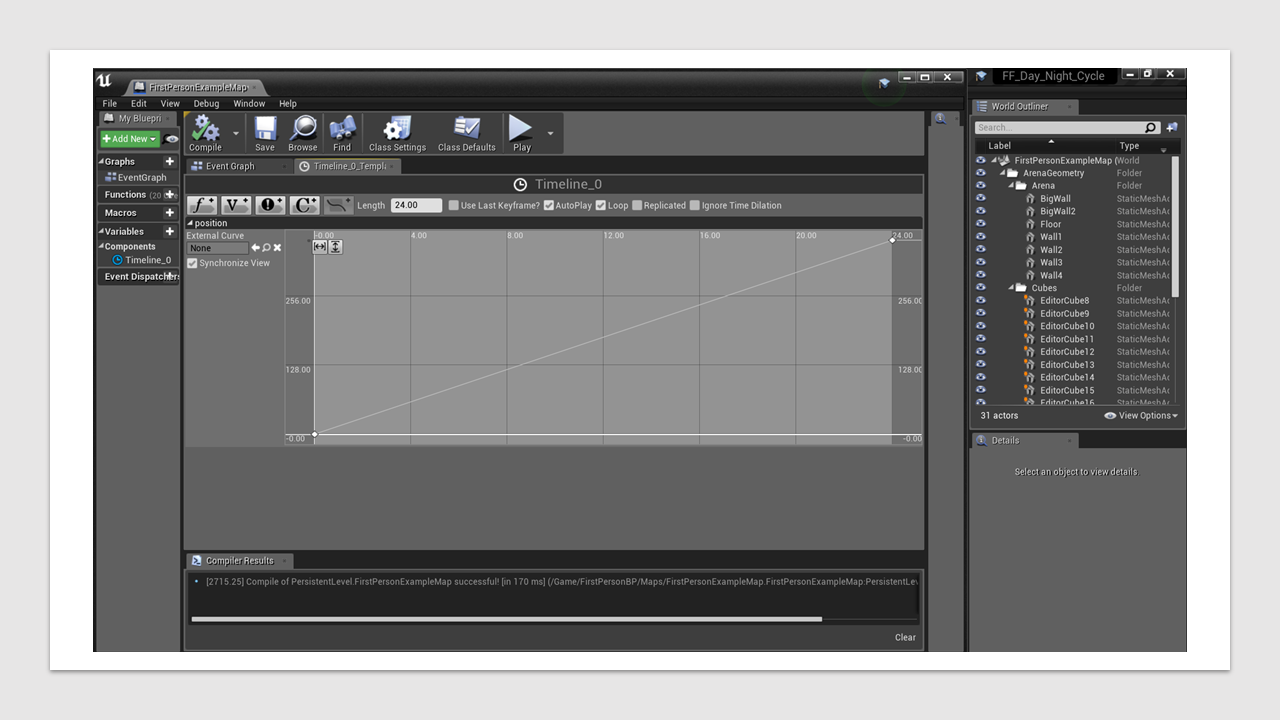 FirstPersonExampleMap
File Edit View Debug Window Help
My Bluepri
Add New
Graphs
EventGraph
Functions (20
Macros
Variables
Components
Timeline_0
Event Dispatchers
Compile Save Browse Find Class Settings Class Defaults Play
Event Graph Timeline_0_Templ
Timeline_0
f+ V+ !+ C+ Length 24.00 Use Last Keyframe? AutoPlay Loop Replicated Ignore Time Dilation
position
External Curve
None
Synchronize View
-0.00 4.00 8.00 12.00 16.00 20.00 24.00
256.00 256.00
128.00 128.00
-0.00 -0.00
Compiler Results
[2715.25] Compile of PersistentLevel.FirstPersonExampleMap successful! [in 170 ms] (/Game/FirstPersonBP/Maps/FirstPersonExampleMap.FirstPersonExampleMap:PersistentLev
Clear
FF_Day_Night_Cycle
World Outliner
Search...
Label Type
FirstPersonExampleMap (World
ArenaGeometry Folder
Arena Folder
BigWall StaticMeshAc
BigWall2 StaticMeshAc
Floor StaticMeshAc
Wall1 StaticMeshAc
Wall2 StaticMeshAc
Wall3 StaticMeshAc
Wall4 StaticMeshAc
Cubes Folder
EditorCube8 StaticMeshAc
EditorCube9 StaticMeshAc
EditorCube10 StaticMeshAc
EditorCube11 StaticMeshAc
EditorCube12 StaticMeshAc
EditorCube13 StaticMeshAc
EditorCube14 StaticMeshAc
EditorCube15 StaticMeshAc
EditorCube16 StaticMeshAc
31 actors View Options
Details
Select an object to view details.